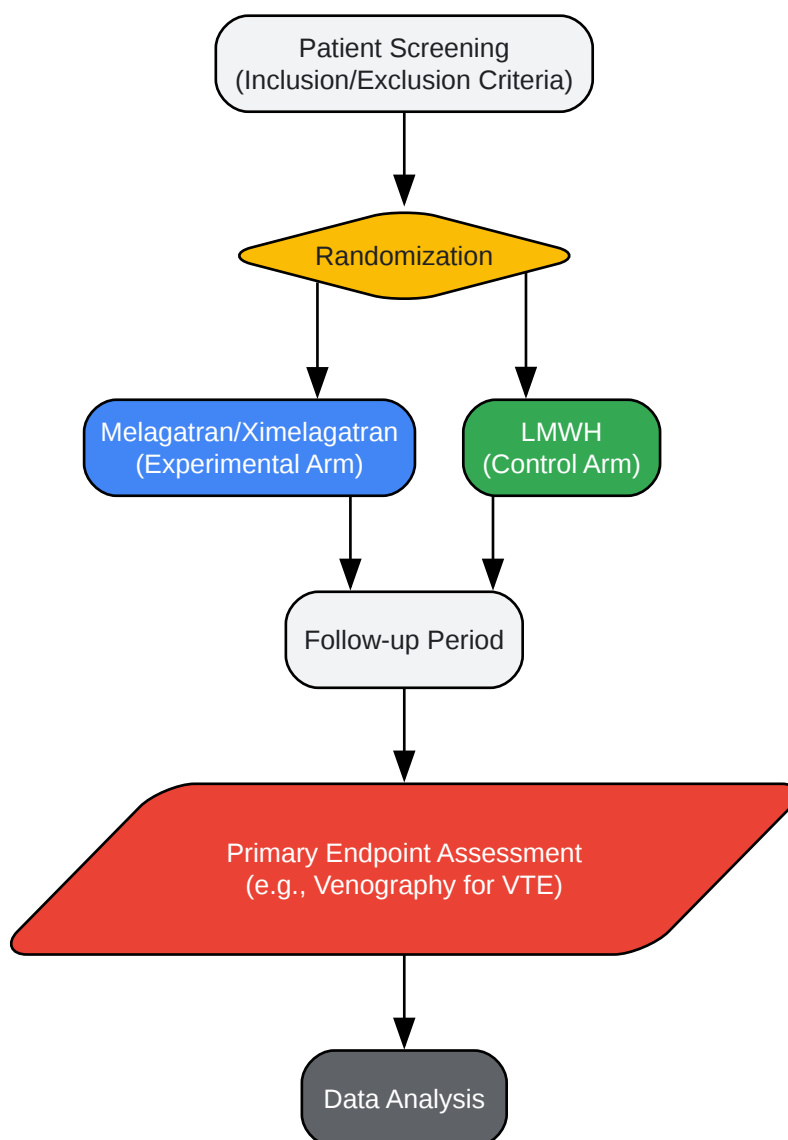 Patient Screening
(Inclusion/Exclusion Criteria)
Randomization
Melagatran/Ximelagatran
(Experimental Arm)
LMWH
(Control Arm)
Follow-up Period
Primary Endpoint Assessment
(e.g., Venography for VTE)
Data Analysis